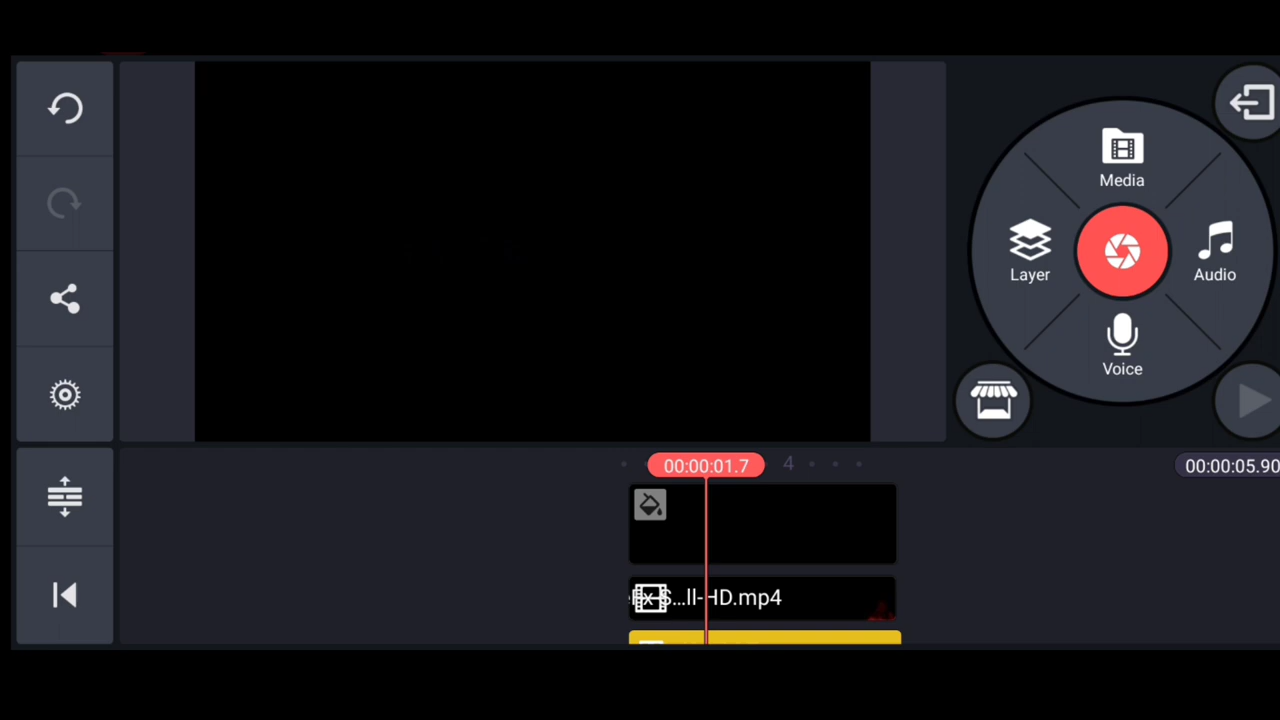 Media
Layer
Audio
Voice
00:00:01.7
4
00:00:05.90
S...ll-HD.mp4